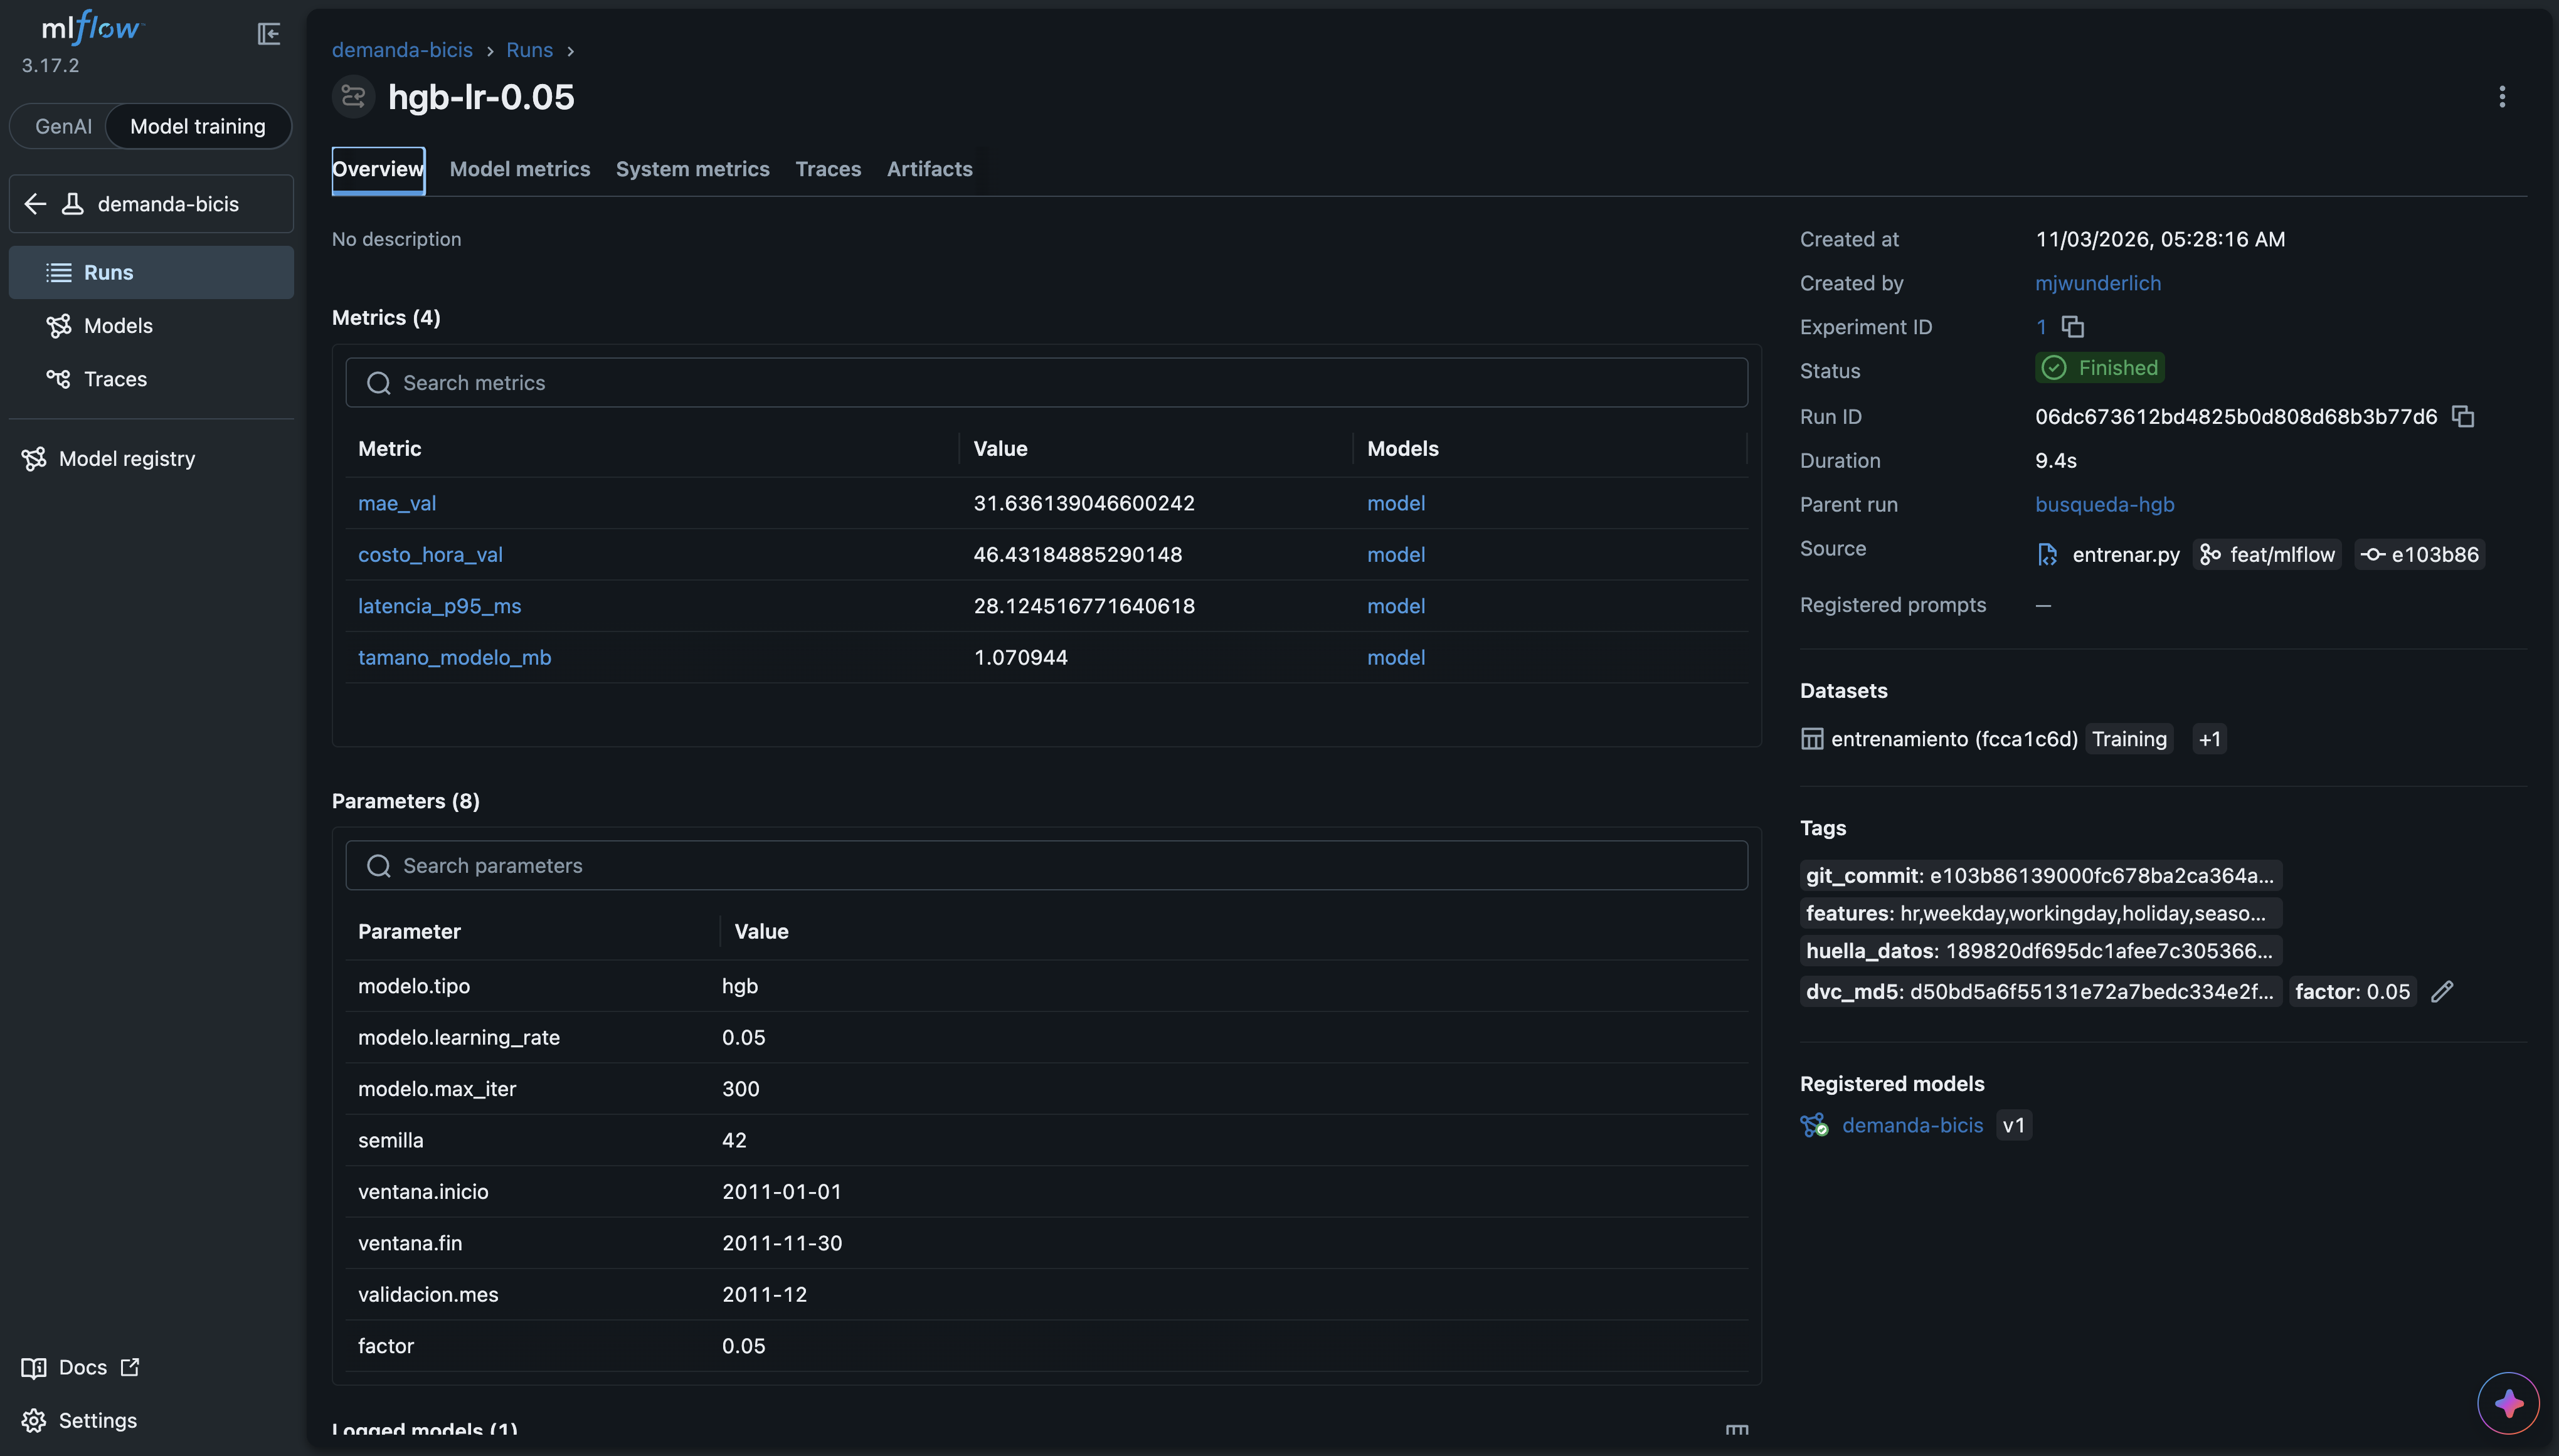 mlflow
3.17.2
GenAI
Model training
demanda-bicis
Runs
Models
Traces
Model registry
Docs
Settings
demanda-bicis > Runs >
hgb-lr-0.05
Overview
Model metrics
System metrics
Traces
Artifacts
No description
Metrics (4)
Search metrics
Metric Value Models
mae_val 31.636139046600242 model
costo_hora_val 46.43184885290148 model
latencia_p95_ms 28.124516771640618 model
tamano_modelo_mb 1.070944 model
Parameters (8)
Search parameters
Parameter Value
modelo.tipo hgb
modelo.learning_rate 0.05
modelo.max_iter 300
semilla 42
ventana.inicio 2011-01-01
ventana.fin 2011-11-30
validacion.mes 2011-12
factor 0.05
Logged models (1)
Created at 11/03/2026, 05:28:16 AM
Created by mjwunderlich
Experiment ID 1
Status Finished
Run ID 06dc673612bd4825b0d808d68b3b77d6
Duration 9.4s
Parent run busqueda-hgb
Source entrenar.py feat/mlflow e103b86
Registered prompts —
Datasets
entrenamiento (fcca1c6d) Training +1
Tags
git_commit: e103b86139000fc678ba2ca364a...
features: hr,weekday,workingday,holiday,seaso...
huella_datos: 189820df695dc1afee7c305366...
dvc_md5: d50bd5a6f55131e72a7bedc334e2f... factor: 0.05
Registered models
demanda-bicis v1